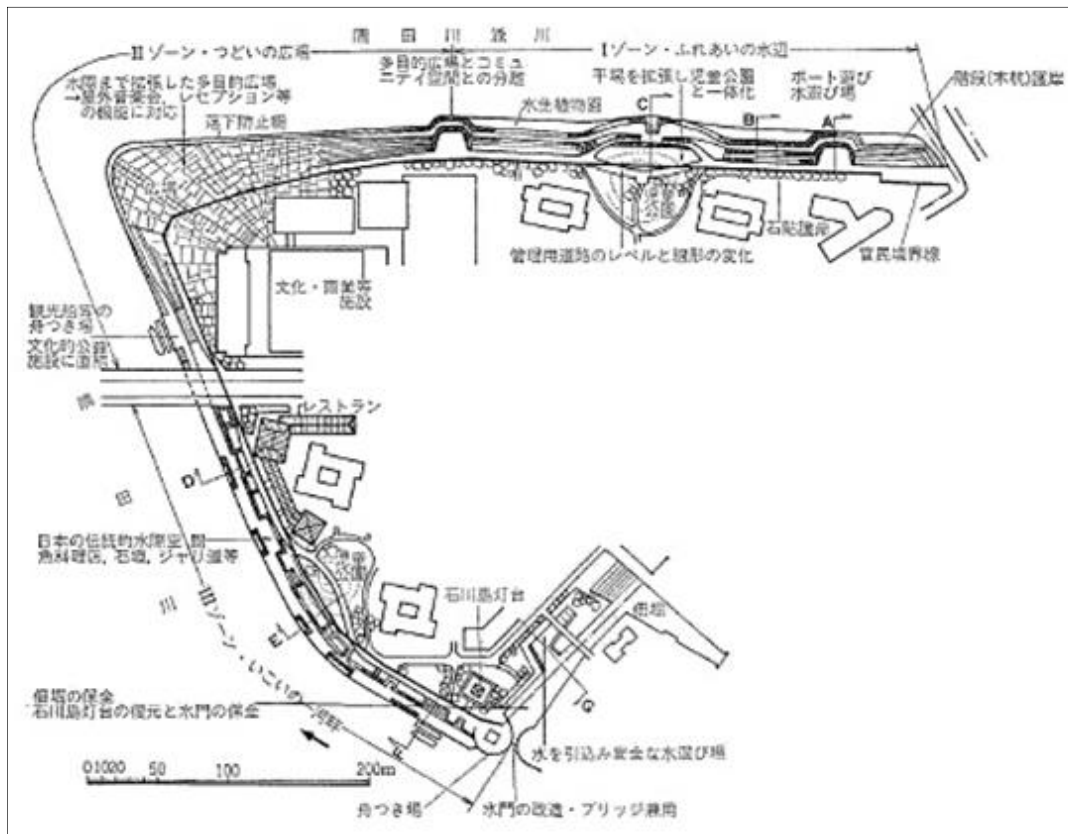 隅田川派川
IIゾーン・つどいの広場
Iゾーン・ふれあいの水辺
多目的広場とコミュ
ニティ空間との分離
水際まで拡張した多目的広場
→屋外音楽会、レセプション等
の機能に対応
落下防止柵
水生植物園
平場を拡張し児童公園
と一体化
ボート遊び
水遊び場
階段(木杭)護岸
C
B
A
広場
石貼護岸
管理用道路のレベルと線形の変化
官民境界線
文化・商業等
施設
観光船等の
舟つき場
文化的公益
施設に直結
隅
田
川
レストラン
D
日本の伝統的水際空間
魚料理店, 石垣, ジャリ道等
IIIゾーン・いこいの
公園
E
石川島灯台
佃堀
G
佃堀の保全
石川島灯台の復元と水門の保全
F
水を引込み安全な水遊び場
01020 50 100 200m
舟つき場
水門の改造・ブリッジ兼用